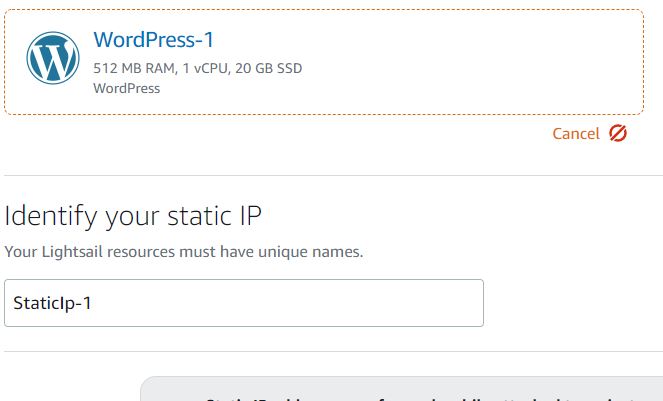 WordPress-1
512 MB RAM, 1 vCPU, 20 GB SSD
WordPress
Cancel
Identify your static IP
Your Lightsail resources must have unique names.
StaticIp-1